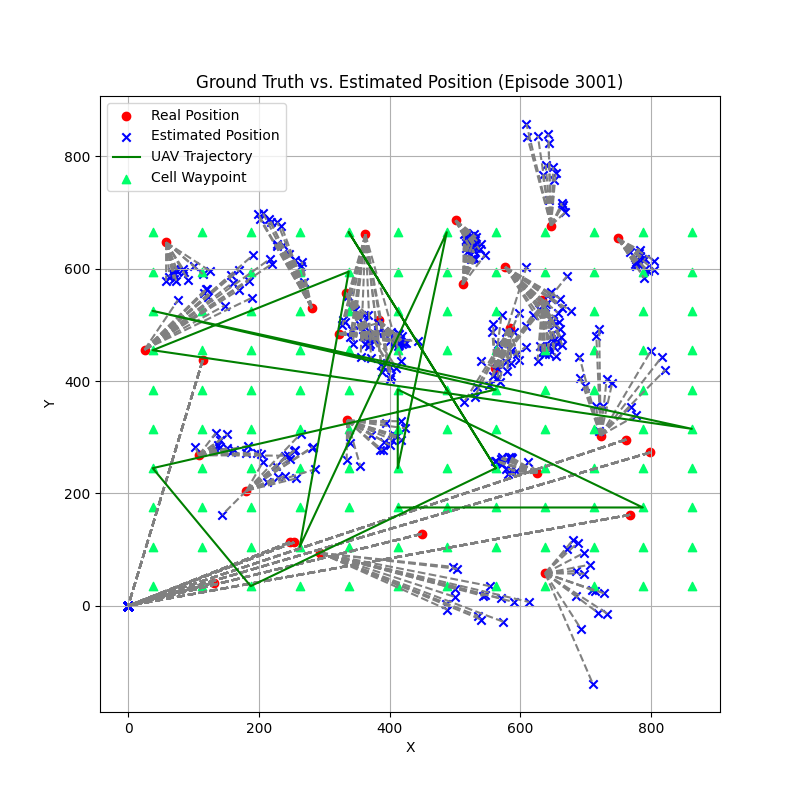 Ground Truth vs. Estimated Position (Episode 3001)
Real Position
Estimated Position
UAV Trajectory
Cell Waypoint
800
600
400
200
0
Y
0 200 400 600 800
X